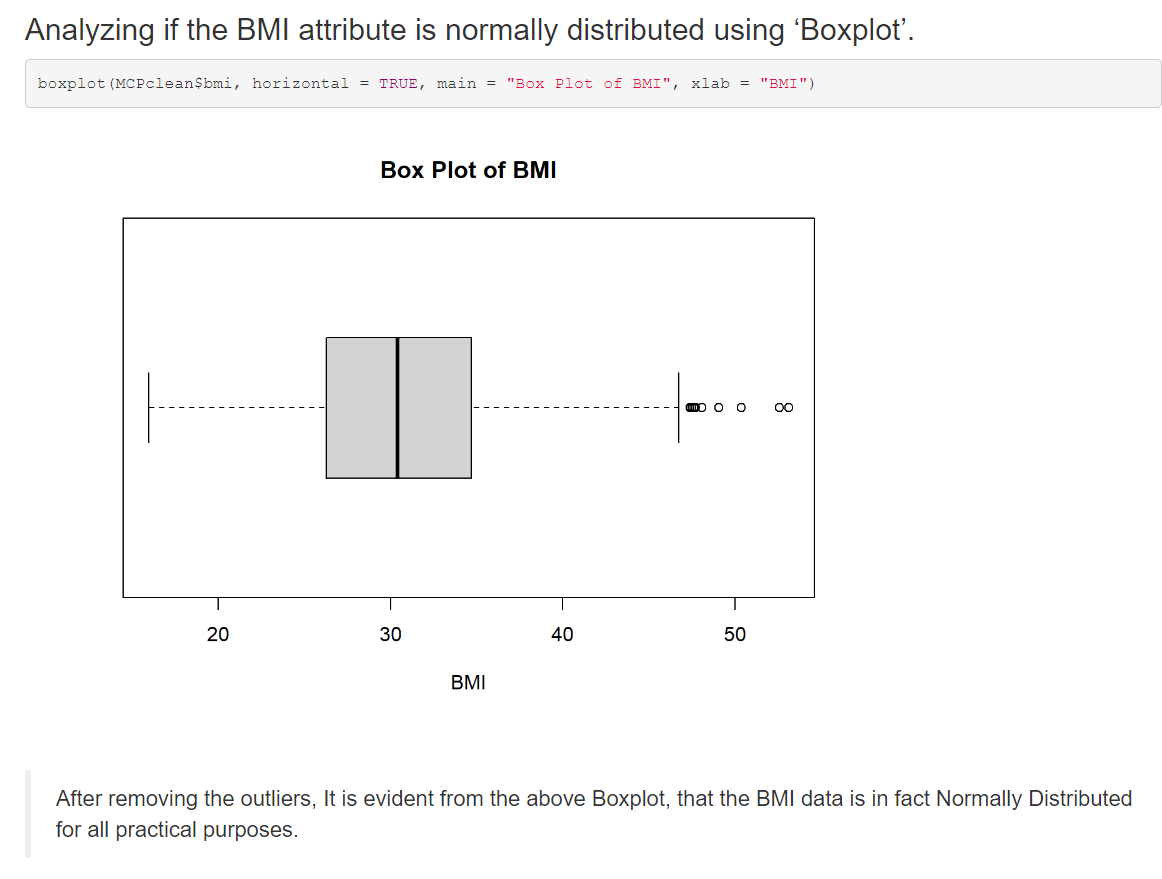 Analyzing if the BMI attribute is normally distributed using ‘Boxplot’.
boxplot(MCPclean$bmi, horizontal = TRUE, main = "Box Plot of BMI", xlab = "BMI")
Box Plot of BMI
20 30 40 50
BMI
After removing the outliers, It is evident from the above Boxplot, that the BMI data is in fact Normally Distributed
for all practical purposes.